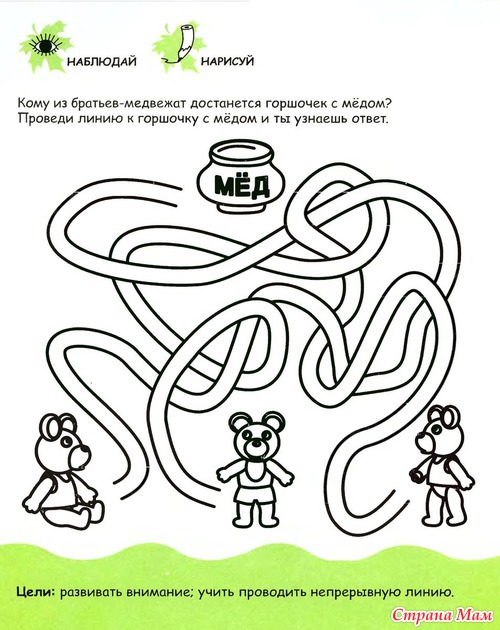 НАБЛЮДАЙ
НАРИСУЙ
Кому из братьев-медвежат достанется горшочек с мёдом?
Проведи линию к горшочку с мёдом и ты узнаешь ответ.
МЁД
Цели: развивать внимание; учить проводить непрерывную линию.
Страна Мам